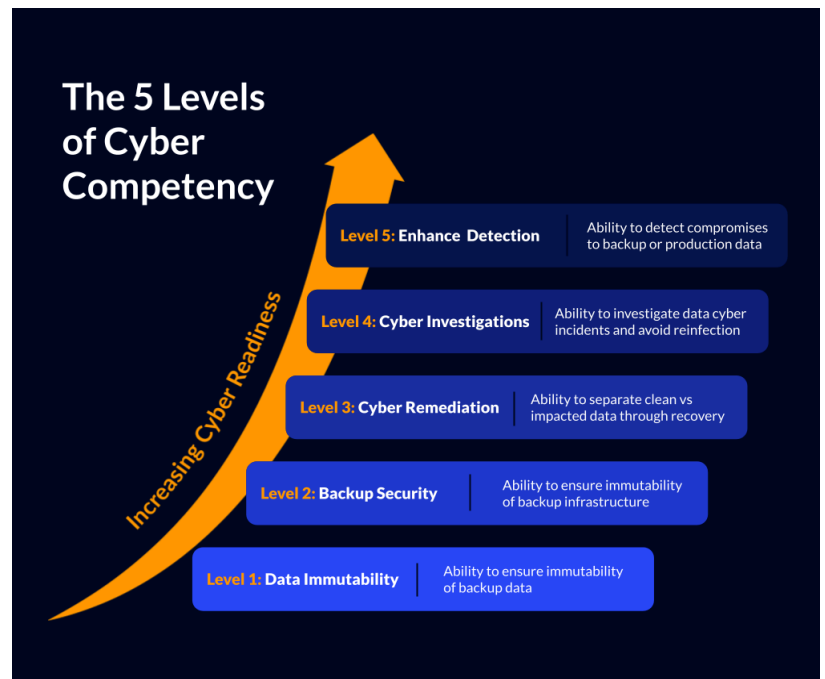 The 5 Levels
of Cyber
Competency
Increasing Cyber Readiness
Level 5: Enhance Detection
Ability to detect compromises
to backup or production data
Level 4: Cyber Investigations
Ability to investigate data cyber
incidents and avoid reinfection
Level 3: Cyber Remediation
Ability to separate clean vs
impacted data through recovery
Level 2: Backup Security
Ability to ensure immutability
of backup infrastructure
Level 1: Data Immutability
Ability to ensure immutability
of backup data